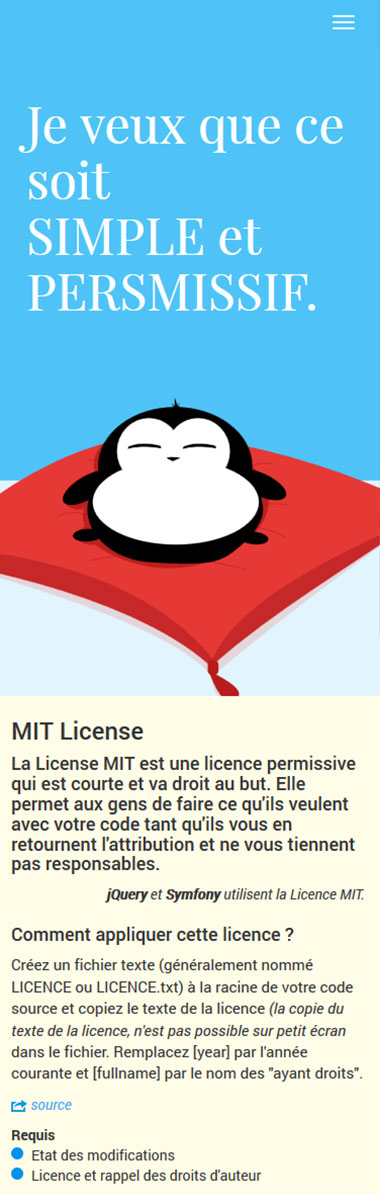 Je veux que ce
soit
SIMPLE et
PERSMISSIF.
MIT License
La License MIT est une licence permissive
qui est courte et va droit au but. Elle
permet aux gens de faire ce qu'ils veulent
avec votre code tant qu'ils vous en
retournent l'attribution et ne vous tiennent
pas responsables.
jQuery et Symfony utilisent la Licence MIT.
Comment appliquer cette licence ?
Créez un fichier texte (généralement nommé
LICENCE ou LICENCE.txt) à la racine de votre code
source et copiez le texte de la licence (la copie du
texte de la licence, n'est pas possible sur petit écran
dans le fichier. Remplacez [year] par l'année
courante et [fullname] par le nom des "ayant droits".
source
Requis
Etat des modifications
Licence et rappel des droits d'auteur